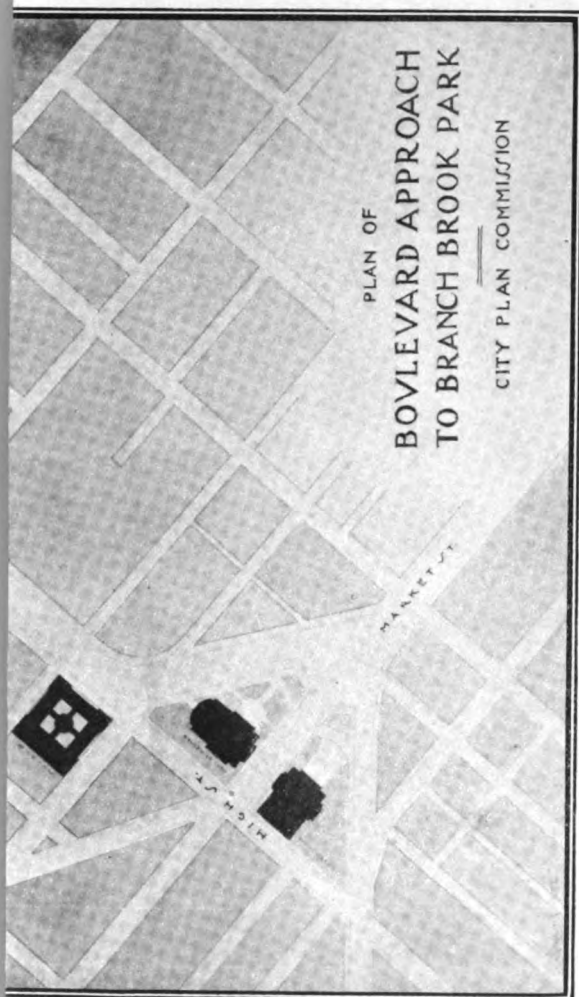 PLAN OF
BOVLEVARD APPROACH
TO BRANCH BROOK PARK
CITY PLAN COMMISSION
MARKET ST.
HIGH ST.